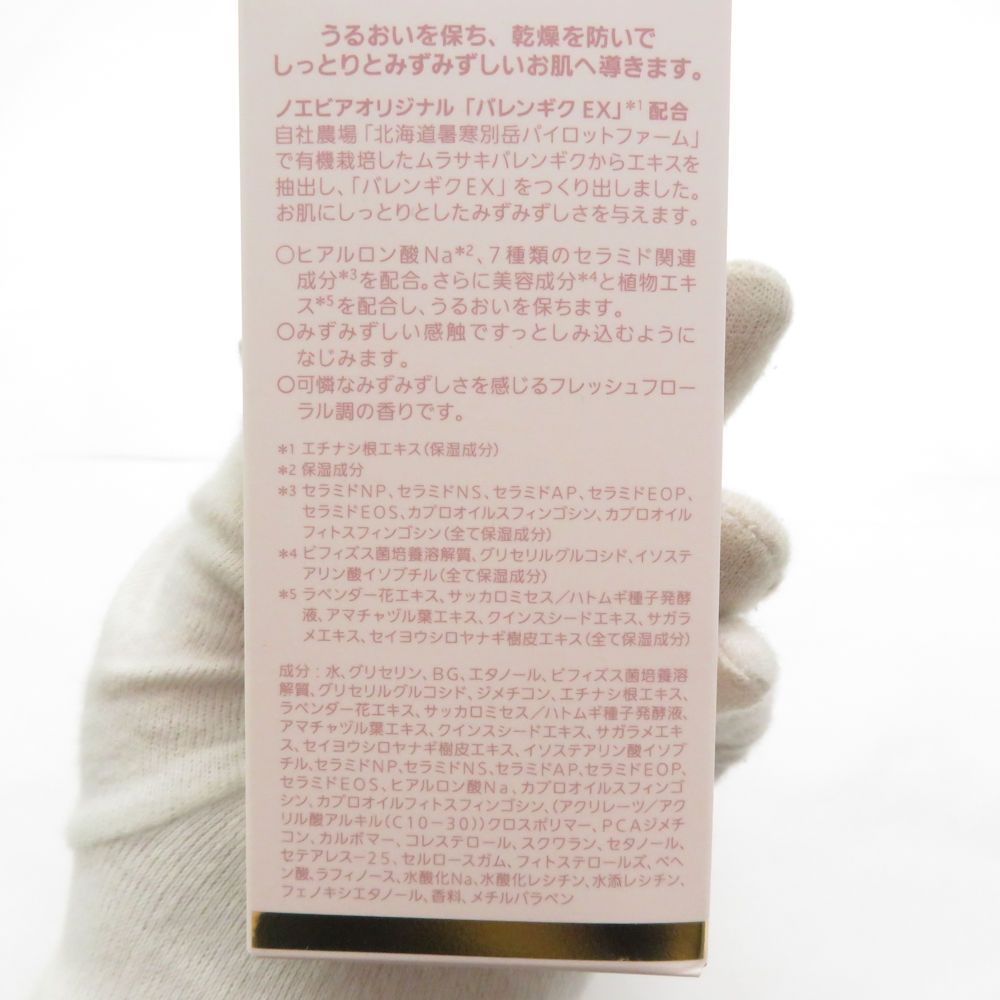 うるおいを保ち、乾燥を防いで
しっとりとみずみずしいお肌へ導きます。
ノエビアオリジナル「バレンギクEX」*1 配合
自社農場「北海道暑寒別岳パイロットファーム」
で有機栽培したムラサキバレンギクからエキスを
抽出し、「バレンギクEX」をつくり出しました。
お肌にしっとりとしたみずみずしさを与えます。
○ヒアルロン酸Na*2、7種類のセラミド関連
成分*3を配合。さらに美容成分*4と植物エキ
ス*5を配合し、うるおいを保ちます。
○みずみずしい感触ですっとしみ込むように
なじみます。
○可憐なみずみずしさを感じるフレッシュフロー
ラル調の香りです。
*1 エチナシ根エキス(保湿成分)
*2 保湿成分
*3 セラミドNP、セラミドNS、セラミドAP、セラミドEOP、
セラミドEOS、カプロオイルスフィンゴシン、カプロオイル
フィトスフィンゴシン(全て保湿成分)
*4 ビフィズス菌培養溶解質、グリセリルグルコシド、イソステ
アリン酸イソブチル(全て保湿成分)
*5 ラベンダー花エキス、サッカロミセス/ハトムギ種子発酵
液、アマチャヅル葉エキス、クインスシードエキス、サガラ
メエキス、セイヨウシロヤナギ樹皮エキス(全て保湿成分)
成分:水、グリセリン、BG、エタノール、ビフィズス菌培養溶
解質、グリセリルグルコシド、ジメチコン、エチナシ根エキス、
ラベンダー花エキス、サッカロミセス/ハトムギ種子発酵液、
アマチャヅル葉エキス、クインスシードエキス、サガラメエキ
ス、セイヨウシロヤナギ樹皮エキス、イソステアリン酸イソブ
チル、セラミドNP、セラミドNS、セラミドAP、セラミドEOP、
セラミドEOS、ヒアルロン酸Na、カプロオイルスフィンゴ
シン、カプロオイルフィトスフィンゴシン、(アクリレーツ/アク
リル酸アルキル(C10-30))クロスポリマー、PCAジメチ
コン、カルボマー、コレステロール、スクワラン、セタノール、
セテアレス-25、セルロースガム、フィトステロールズ、ベヘ
ン酸、ラフィノース、水酸化Na、水酸化レシチン、水添レシチン、
フェノキシエタノール、香料、メチルパラベン